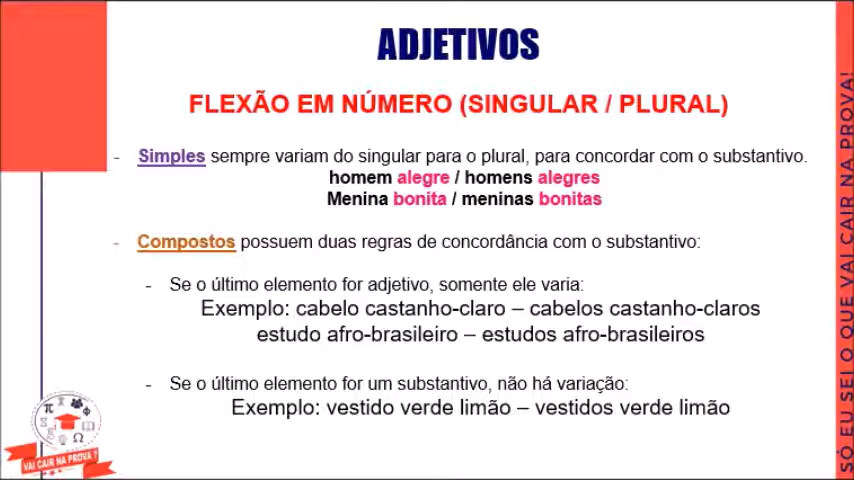 ADJETIVOS
FLEXÃO EM NÚMERO (SINGULAR / PLURAL)
- Simples sempre variam do singular para o plural, para concordar com o substantivo.
homem alegre / homens alegres
Menina bonita / meninas bonitas
- Compostos possuem duas regras de concordância com o substantivo:
- Se o último elemento for adjetivo, somente ele varia:
Exemplo: cabelo castanho-claro – cabelos castanho-claros
estudo afro-brasileiro – estudos afro-brasileiros
- Se o último elemento for um substantivo, não há variação:
Exemplo: vestido verde limão – vestidos verde limão
VAI CAIR NA PROVA ?
SÓ EU SEI O QUE VAI CAIR NA PROVA!